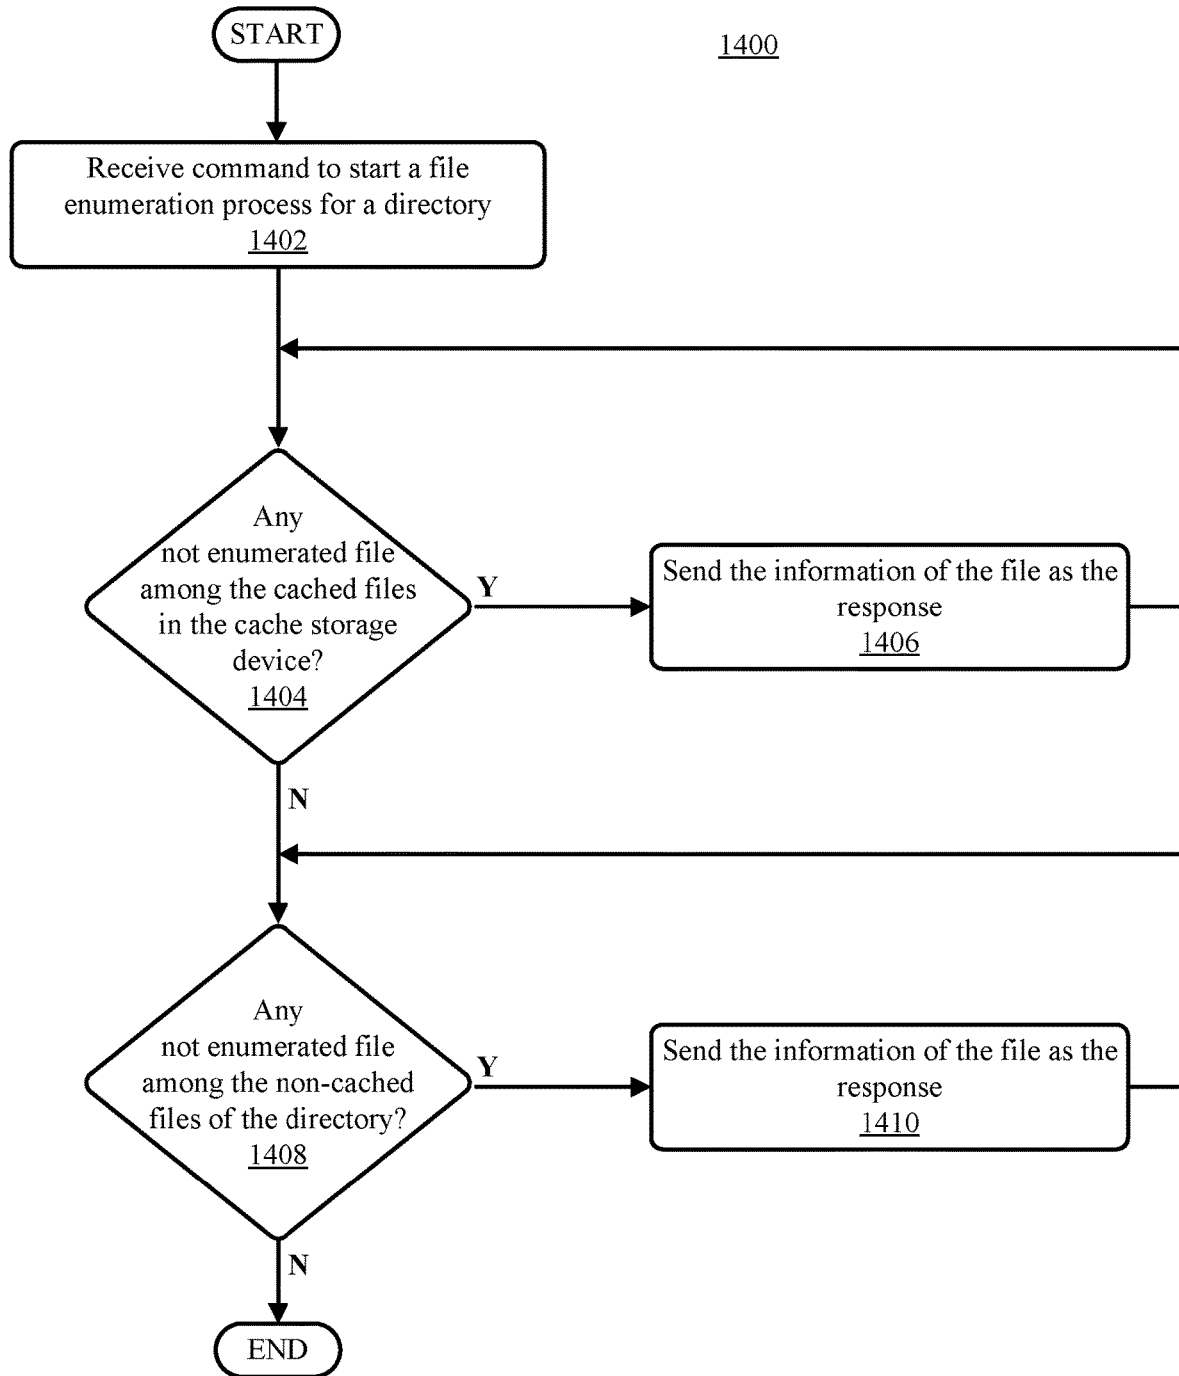 START
1400
Receive command to start a file
enumeration process for a directory
1402
Any
not enumerated file
among the cached files
in the cache storage
device?
1404
Y
Send the information of the file as the
response
1406
N
Any
not enumerated file
among the non-cached
files of the directory?
1408
Y
Send the information of the file as the
response
1410
N
END